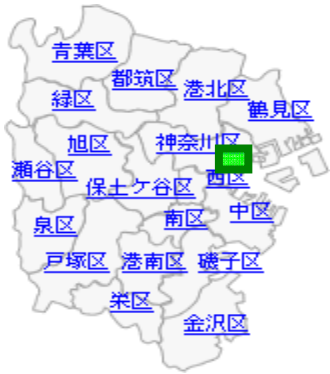 青葉区
都筑区
港北区
緑区
鶴見区
旭区
神奈川区
瀬谷区
西区
保土ケ谷区
中区
泉区
南区
戸塚区
港南区
磯子区
栄区
金沢区